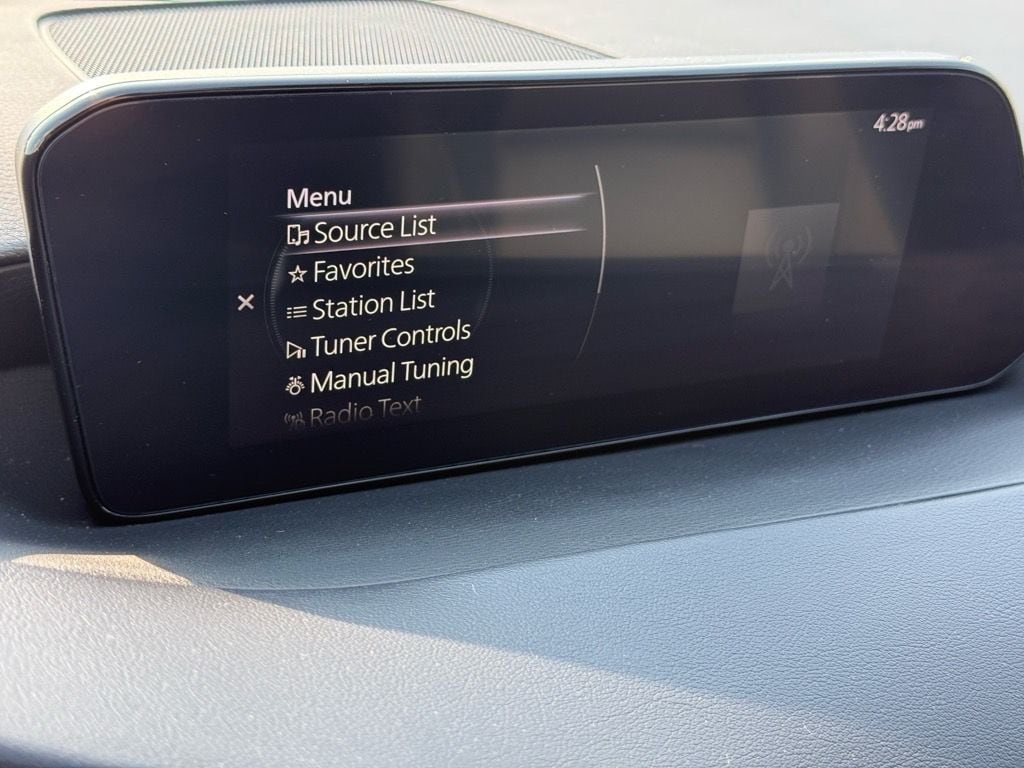 4:28pm
Menu
Source List
Favorites
Station List
Tuner Controls
Manual Tuning
Radio Text